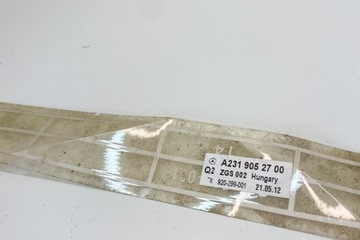 A231 905 27 00
Q2 ZGS 002 Hungary
920-299-001 21.05.12